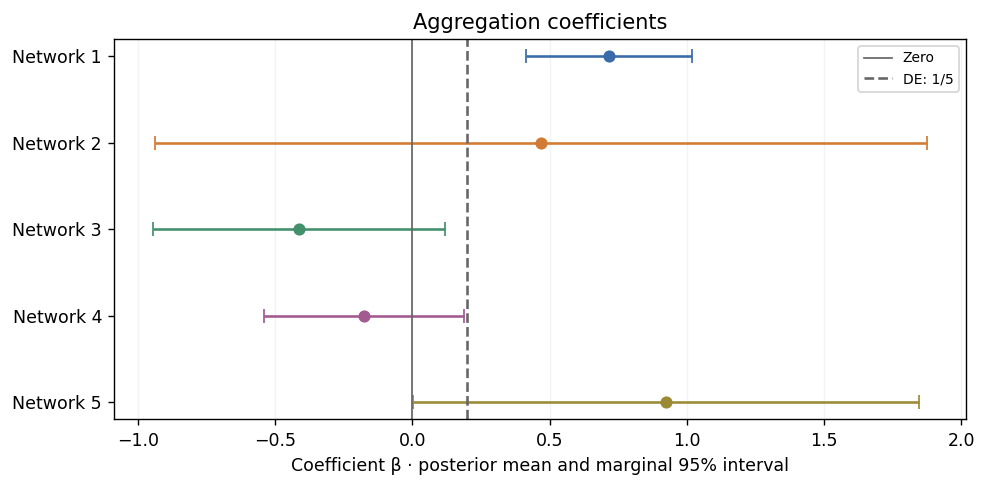 Aggregation coefficients
Network 1
Network 2
Network 3
Network 4
Network 5
Zero
DE: 1/5
−1.0 −0.5 0.0 0.5 1.0 1.5 2.0
Coefficient β · posterior mean and marginal 95% interval